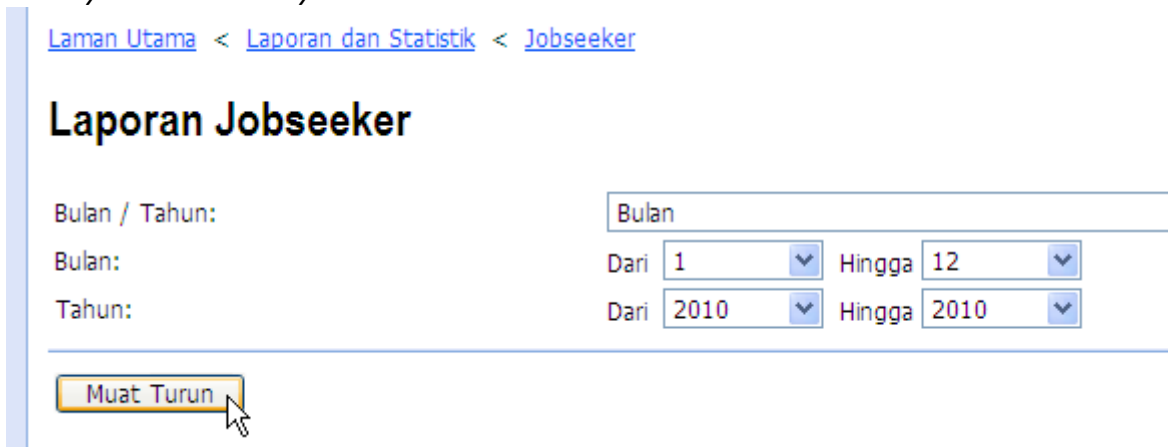 Laman Utama < Laporan dan Statistik < Jobseeker
Laporan Jobseeker
Bulan / Tahun: Bulan
Bulan: Dari 1 Hingga 12
Tahun: Dari 2010 Hingga 2010
Muat Turun